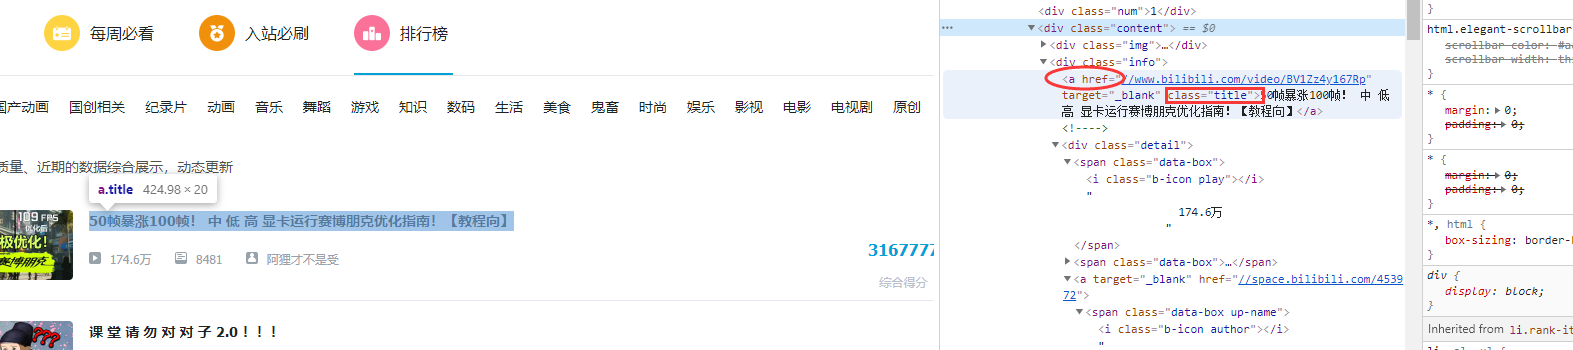 每周必看
入站必刷
排行榜
国产动画 国创相关 纪录片 动画 音乐 舞蹈 游戏 知识 数码 生活 美食 鬼畜 时尚 娱乐 影视 电影 电视剧 原创
质量、近期的数据综合展示，动态更新
a.title 424.98 × 20
109 FPS
优化后
极优化!
赛博朋克
50帧暴涨100帧！ 中 低 高 显卡运行赛博朋克优化指南！【教程向】
174.6万 8481 阿狸才不是受
3167777
综合得分
???
课 堂 请 勿 对 对 子 2.0 ! ! !
<div class="num">1</div>
<div class="content"> == $0
<div class="img">…</div>
<div class="info">
<a href="//www.bilibili.com/video/BV1Zz4y167Rp"
target="_blank" class="title">50帧暴涨100帧！ 中 低
高 显卡运行赛博朋克优化指南！【教程向】</a>
<!---->
<div class="detail">
<span class="data-box">
<i class="b-icon play"></i>
"
174.6万
"
</span>
<span class="data-box">…</span>
<a target="_blank" href="//space.bilibili.com/4539
72">
<span class="data-box up-name">
<i class="b-icon author"></i>
"
}
html.elegant-scrollbar
scrollbar-color: #a
scrollbar-width: th
}
* {
margin: 0;
padding: 0;
}
* {
margin: 0;
padding: 0;
}
*, html {
box-sizing: border-
}
div {
display: block;
}
Inherited from li.rank-it